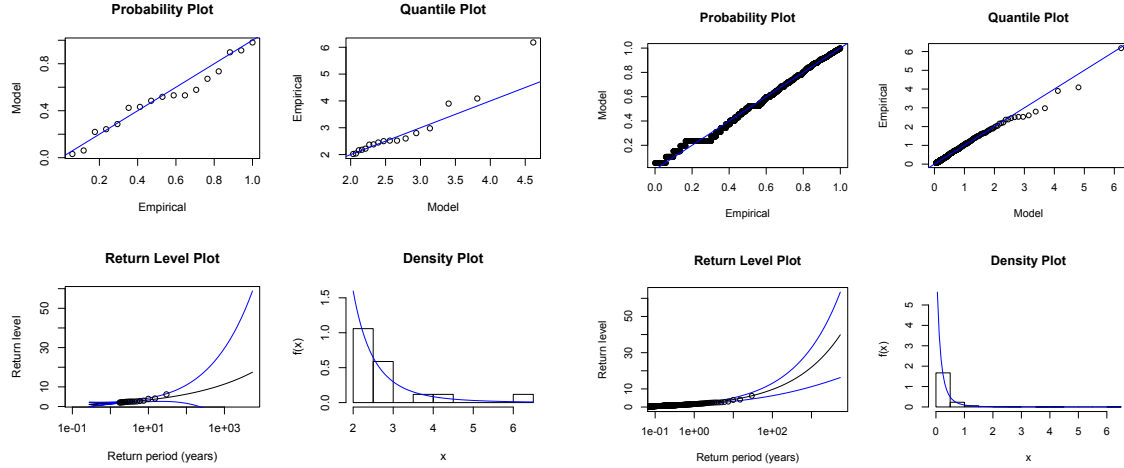 Probability Plot
Model
0.0 0.4 0.8
0.2 0.4 0.6 0.8 1.0
Empirical
Quantile Plot
Empirical
2 3 4 5 6
2.0 2.5 3.0 3.5 4.0 4.5
Model
Probability Plot
Model
0.2 0.4 0.6 0.8 1.0
0.0 0.2 0.4 0.6 0.8 1.0
Empirical
Quantile Plot
Empirical
0 1 2 3 4 5 6
0 1 2 3 4 5 6
Model
Return Level Plot
Return level
0 10 30 50
1e-01 1e+01 1e+03
Return period (years)
Density Plot
f(x)
0.0 0.5 1.0 1.5
2 3 4 5 6
x
Return Level Plot
Return level
0 10 30 50
1e-01 1e+00 1e+02
Return period (years)
Density Plot
f(x)
0 1 2 3 4 5
0 1 2 3 4 5 6
x